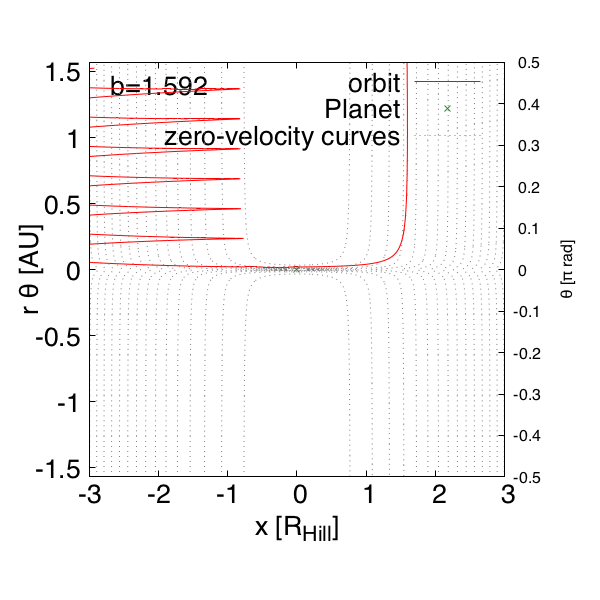 b=1.592
orbit
Planet
zero-velocity curves
r θ [AU]
1.5
1
0.5
0
-0.5
-1
-1.5
-3 -2 -1 0 1 2 3
x [R_Hill]
0.5
0.4
0.3
0.2
0.1
0
-0.1
-0.2
-0.3
-0.4
-0.5
θ [π rad]